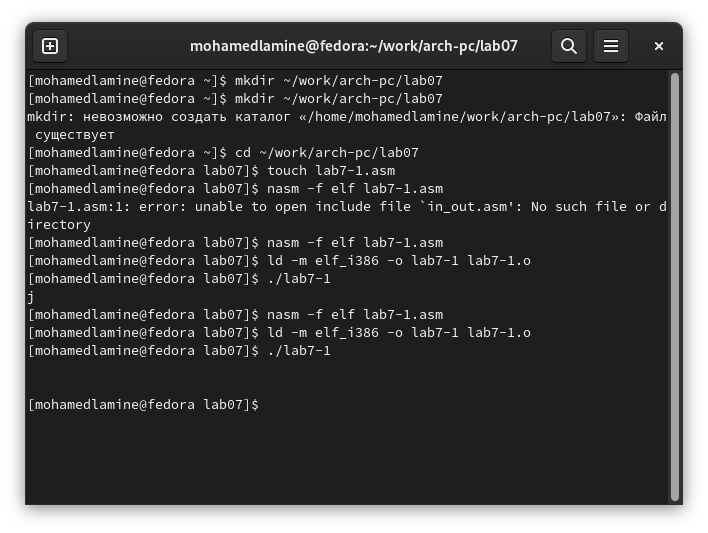 mohamedlamine@fedora:~/work/arch-pc/lab07
[mohamedlamine@fedora ~]$ mkdir ~/work/arch-pc/lab07
[mohamedlamine@fedora ~]$ mkdir ~/work/arch-pc/lab07
mkdir: невозможно создать каталог «/home/mohamedlamine/work/arch-pc/lab07»: Файл
 существует
[mohamedlamine@fedora ~]$ cd ~/work/arch-pc/lab07
[mohamedlamine@fedora lab07]$ touch lab7-1.asm
[mohamedlamine@fedora lab07]$ nasm -f elf lab7-1.asm
lab7-1.asm:1: error: unable to open include file `in_out.asm': No such file or d
irectory
[mohamedlamine@fedora lab07]$ nasm -f elf lab7-1.asm
[mohamedlamine@fedora lab07]$ ld -m elf_i386 -o lab7-1 lab7-1.o
[mohamedlamine@fedora lab07]$ ./lab7-1
j
[mohamedlamine@fedora lab07]$ nasm -f elf lab7-1.asm
[mohamedlamine@fedora lab07]$ ld -m elf_i386 -o lab7-1 lab7-1.o
[mohamedlamine@fedora lab07]$ ./lab7-1
[mohamedlamine@fedora lab07]$